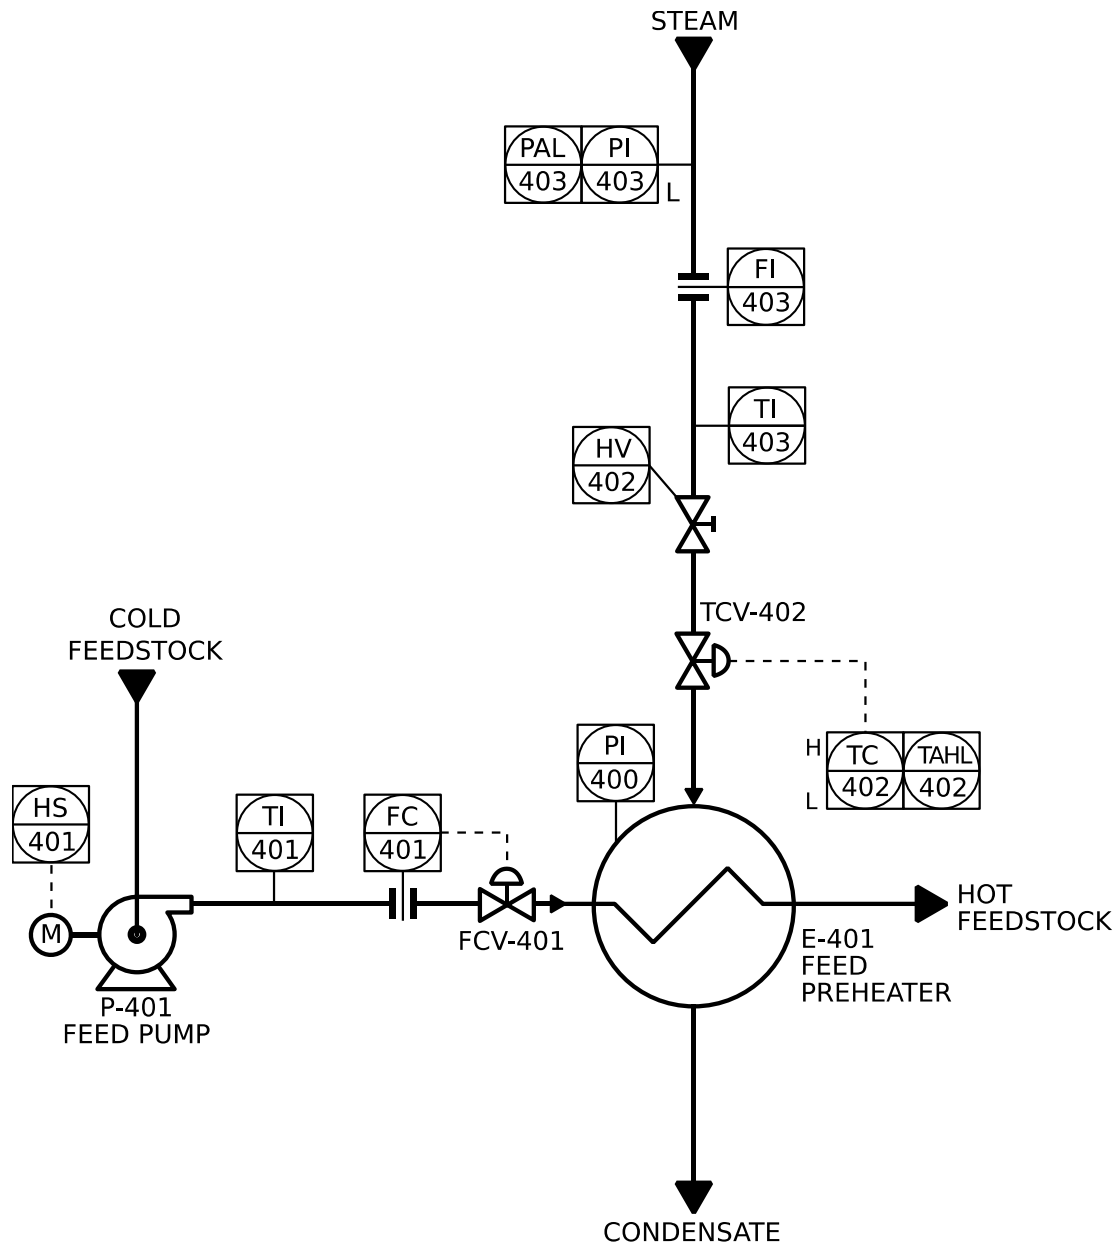 STEAM
PAL
403
PI
403
L
FI
403
TI
403
HV
402
TCV-402
COLD
FEEDSTOCK
PI
400
H
L
TC
402
TAHL
402
HS
401
TI
401
FC
401
M
FCV-401
HOT
FEEDSTOCK
E-401
FEED
PREHEATER
P-401
FEED PUMP
CONDENSATE